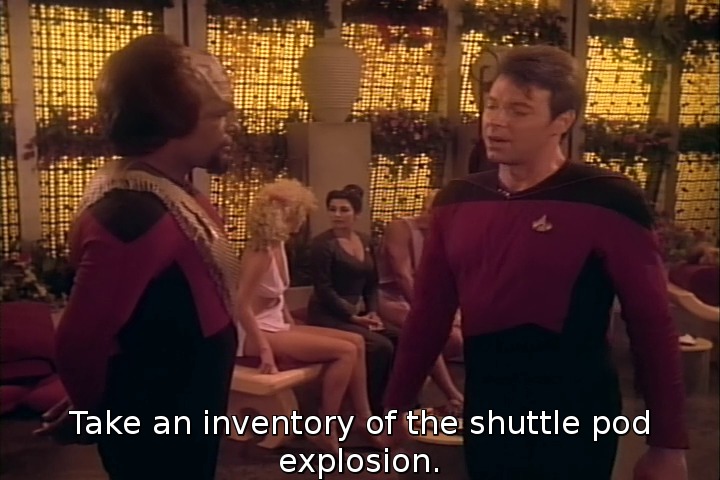 Take an inventory of the shuttle pod
explosion.